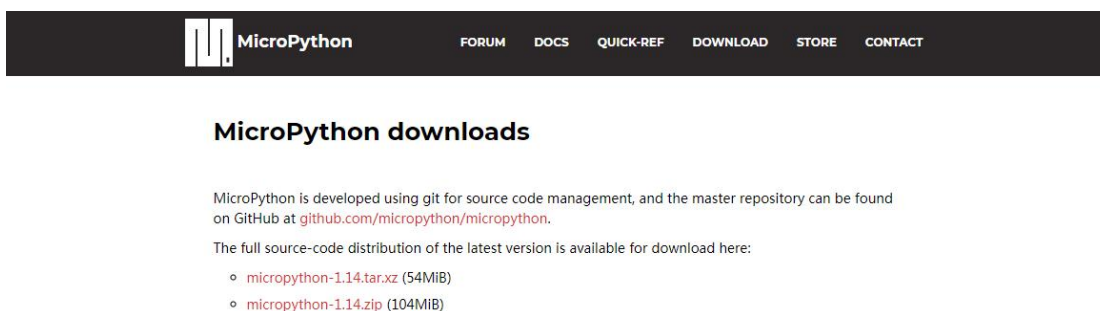 MicroPython FORUM DOCS QUICK-REF DOWNLOAD STORE CONTACT
MicroPython downloads
MicroPython is developed using git for source code management, and the master repository can be found
on GitHub at github.com/micropython/micropython.
The full source-code distribution of the latest version is available for download here:
micropython-1.14.tar.xz (54MiB)
micropython-1.14.zip (104MiB)